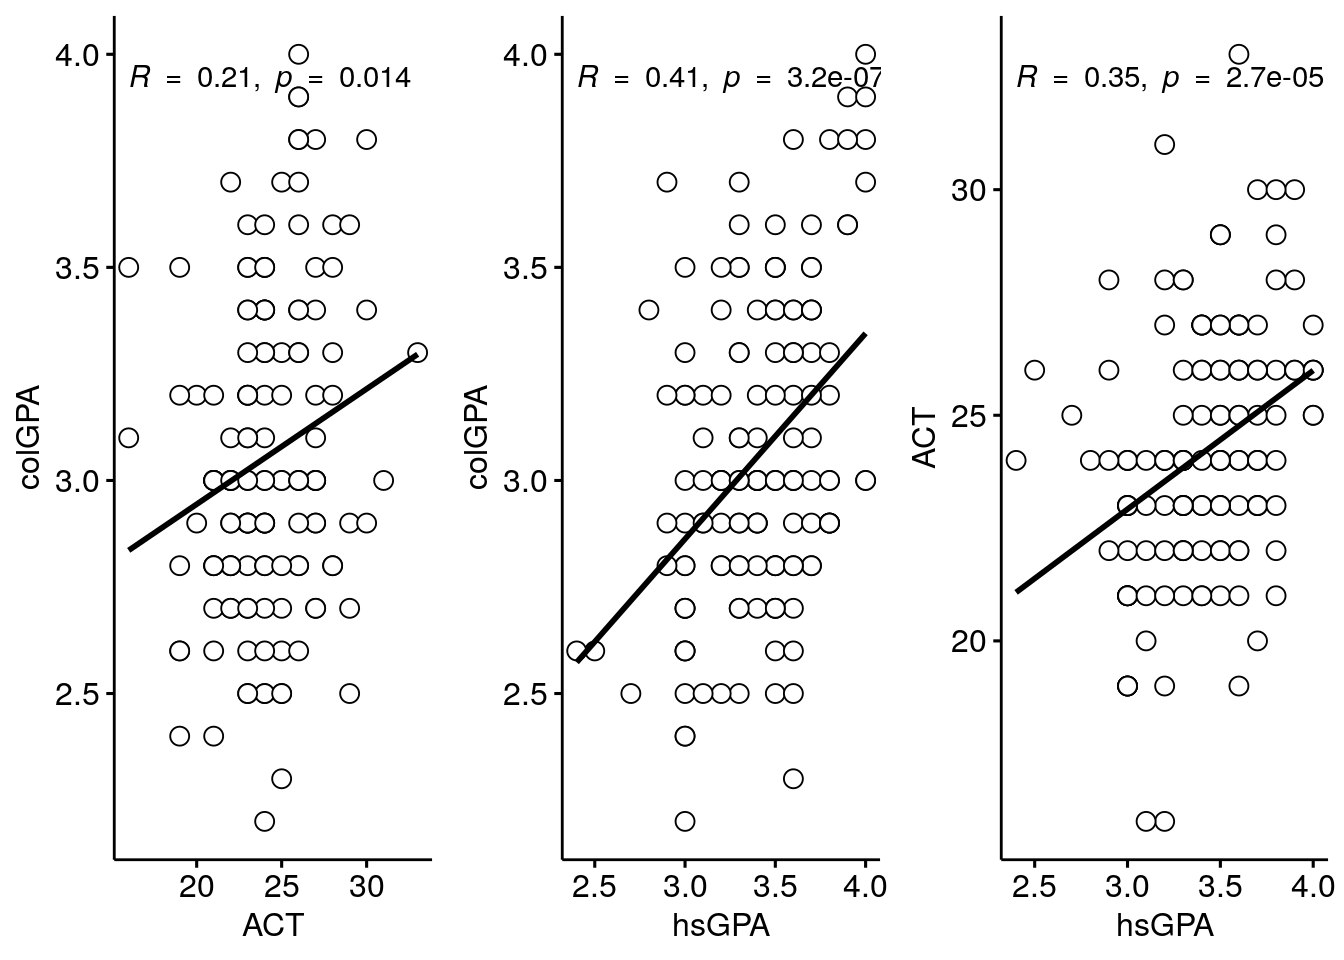 R = 0.21, p = 0.014
4.0
3.5
3.0
2.5
colGPA
20 25 30
ACT
R = 0.41, p = 3.2e-07
4.0
3.5
3.0
2.5
colGPA
2.5 3.0 3.5 4.0
hsGPA
R = 0.35, p = 2.7e-05
30
25
20
ACT
2.5 3.0 3.5 4.0
hsGPA